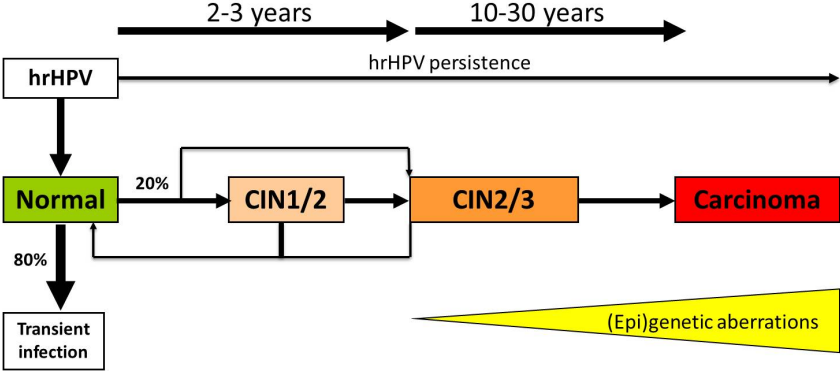 2-3 years
10-30 years
hrHPV persistence
hrHPV
Normal
20%
CIN1/2
CIN2/3
Carcinoma
80%
Transient
infection
(Epi)genetic aberrations